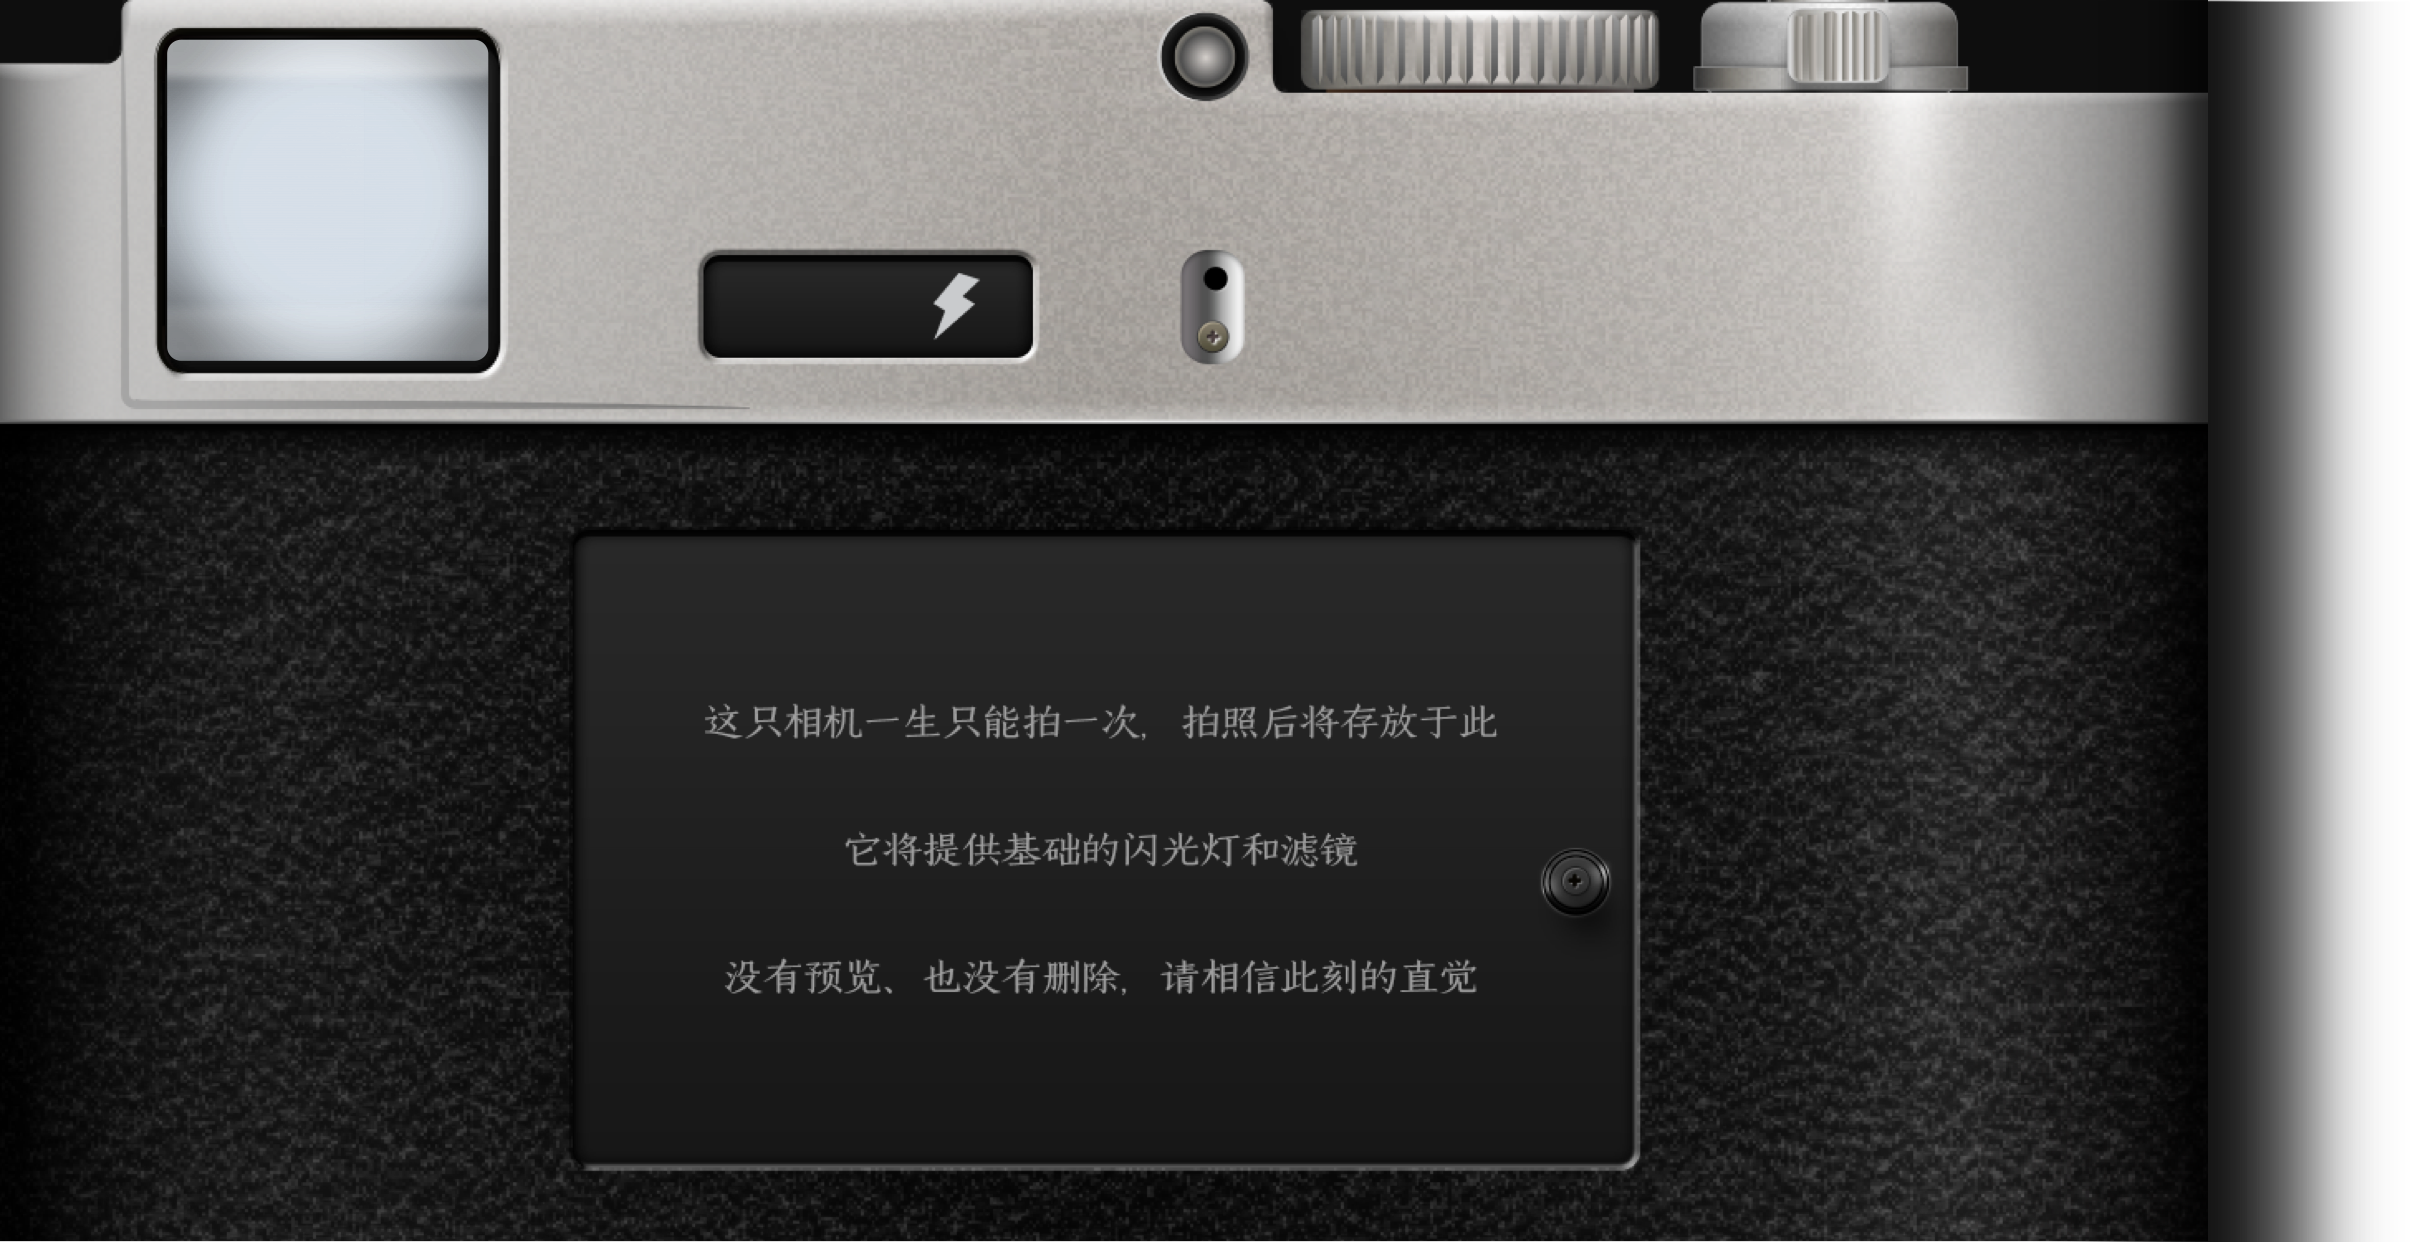 这只相机一生只能拍一次，拍照后将存放于此
它将提供基础的闪光灯和滤镜
没有预览、也没有删除，请相信此刻的直觉